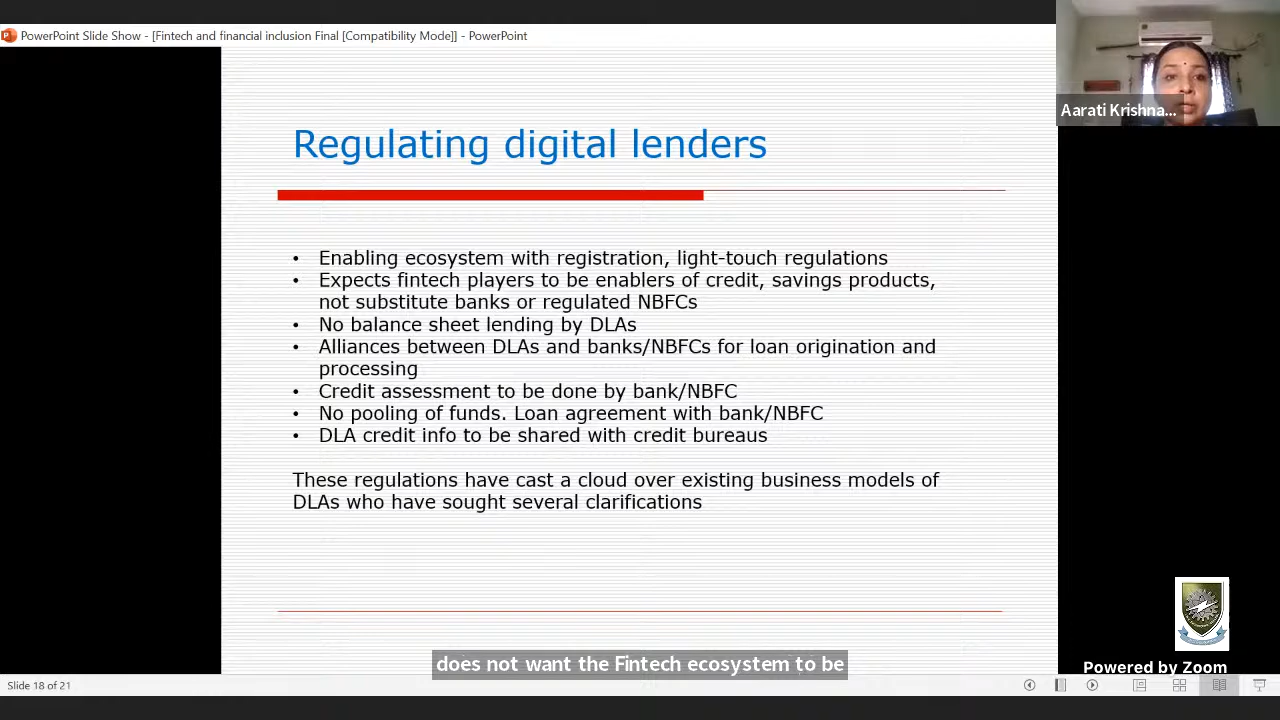 PowerPoint Slide Show - [Fintech and financial inclusion Final [Compatibility Mode]] - PowerPoint
Aarati Krishna...
Regulating digital lenders
• Enabling ecosystem with registration, light-touch regulations
• Expects fintech players to be enablers of credit, savings products,
not substitute banks or regulated NBFCs
• No balance sheet lending by DLAs
• Alliances between DLAs and banks/NBFCs for loan origination and
processing
• Credit assessment to be done by bank/NBFC
• No pooling of funds. Loan agreement with bank/NBFC
• DLA credit info to be shared with credit bureaus
These regulations have cast a cloud over existing business models of
DLAs who have sought several clarifications
does not want the Fintech ecosystem to be
Powered by Zoom
Slide 18 of 21